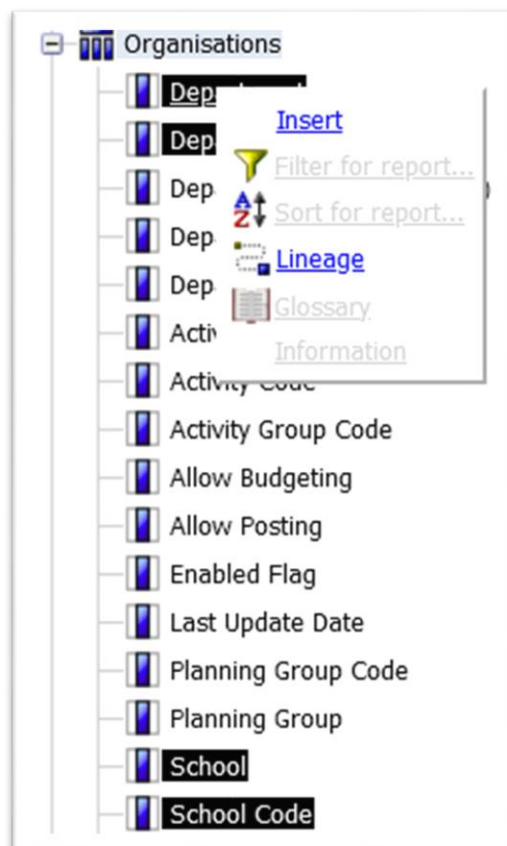 Organisations
Insert
Filter for report...
Sort for report...
Lineage
Glossary
Information
Activity Group Code
Allow Budgeting
Allow Posting
Enabled Flag
Last Update Date
Planning Group Code
Planning Group
School
School Code